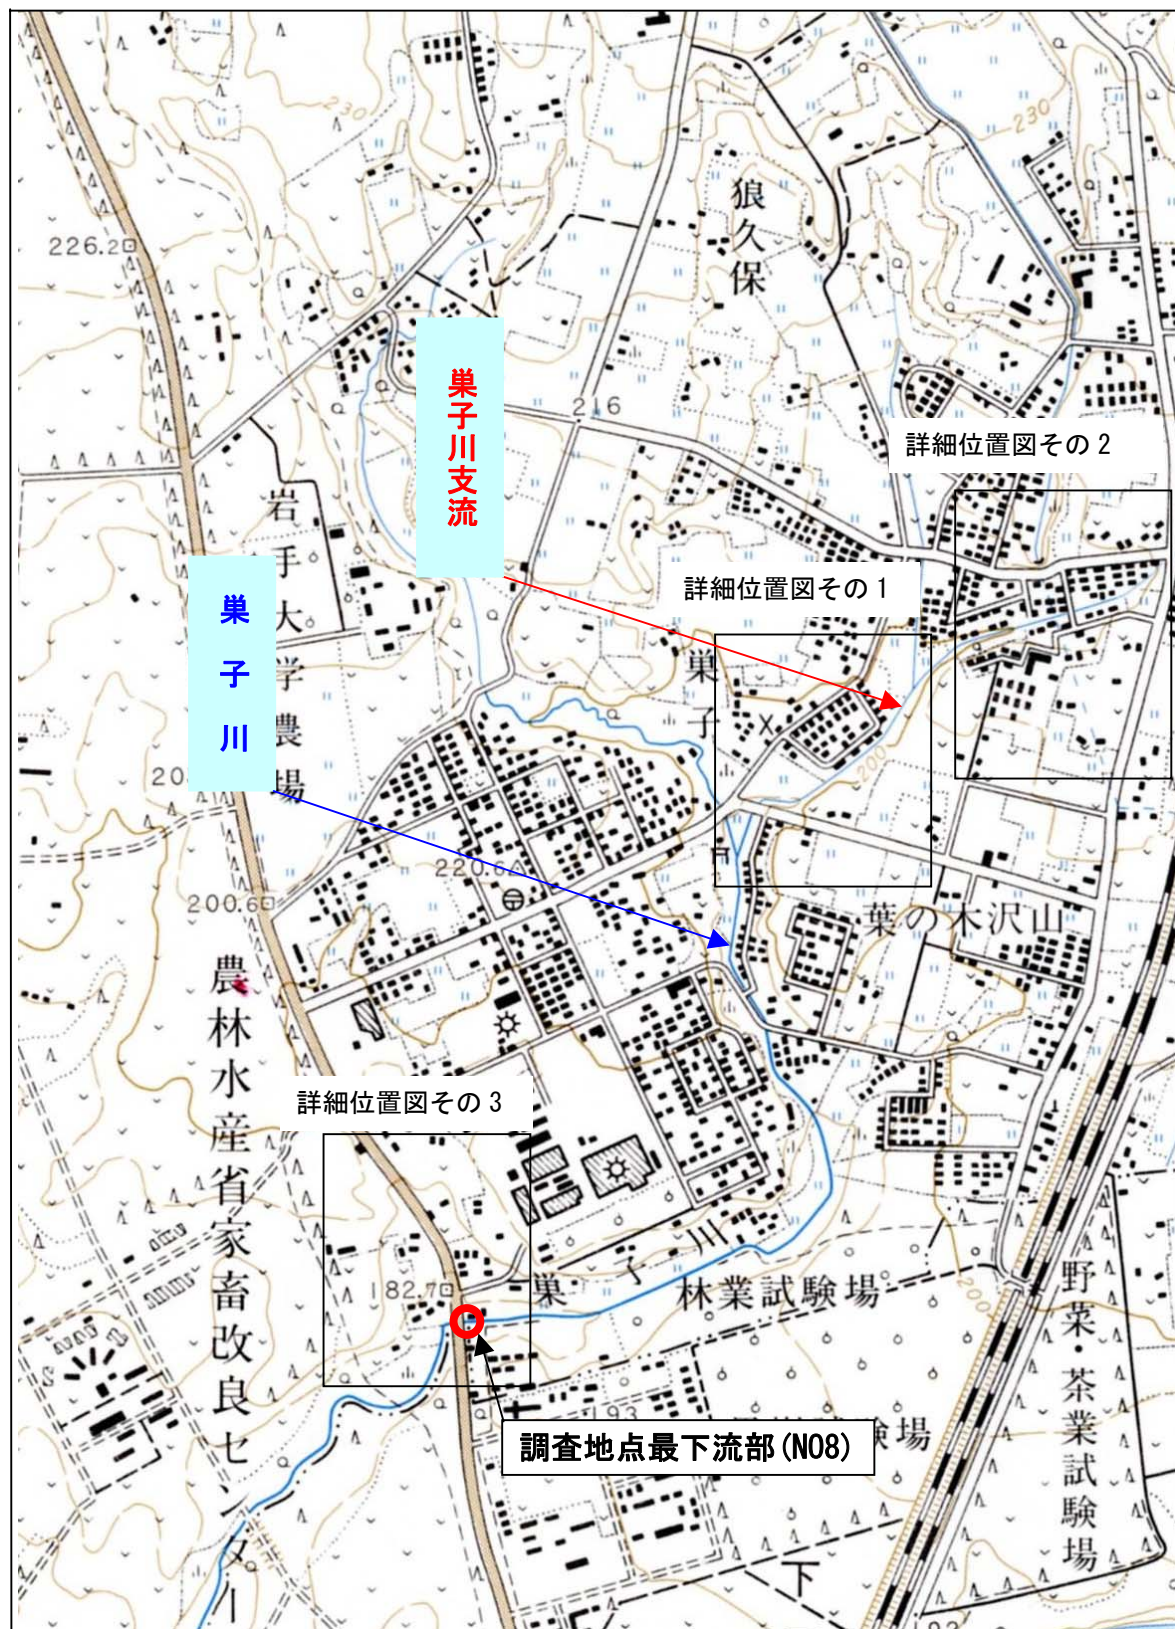 230
230
狼久保
226.2
巣子川支流
216
詳細位置図その2
岩手大学農場
詳細位置図その1
巣子川
巣子
200
220.6
200.6
葉の木沢山
農林水産省家畜改良センター
詳細位置図その3
182.7
巣子川
林業試験場
200
野菜・茶業試験場
193
調査地点最下流部(NO8)
験場
下